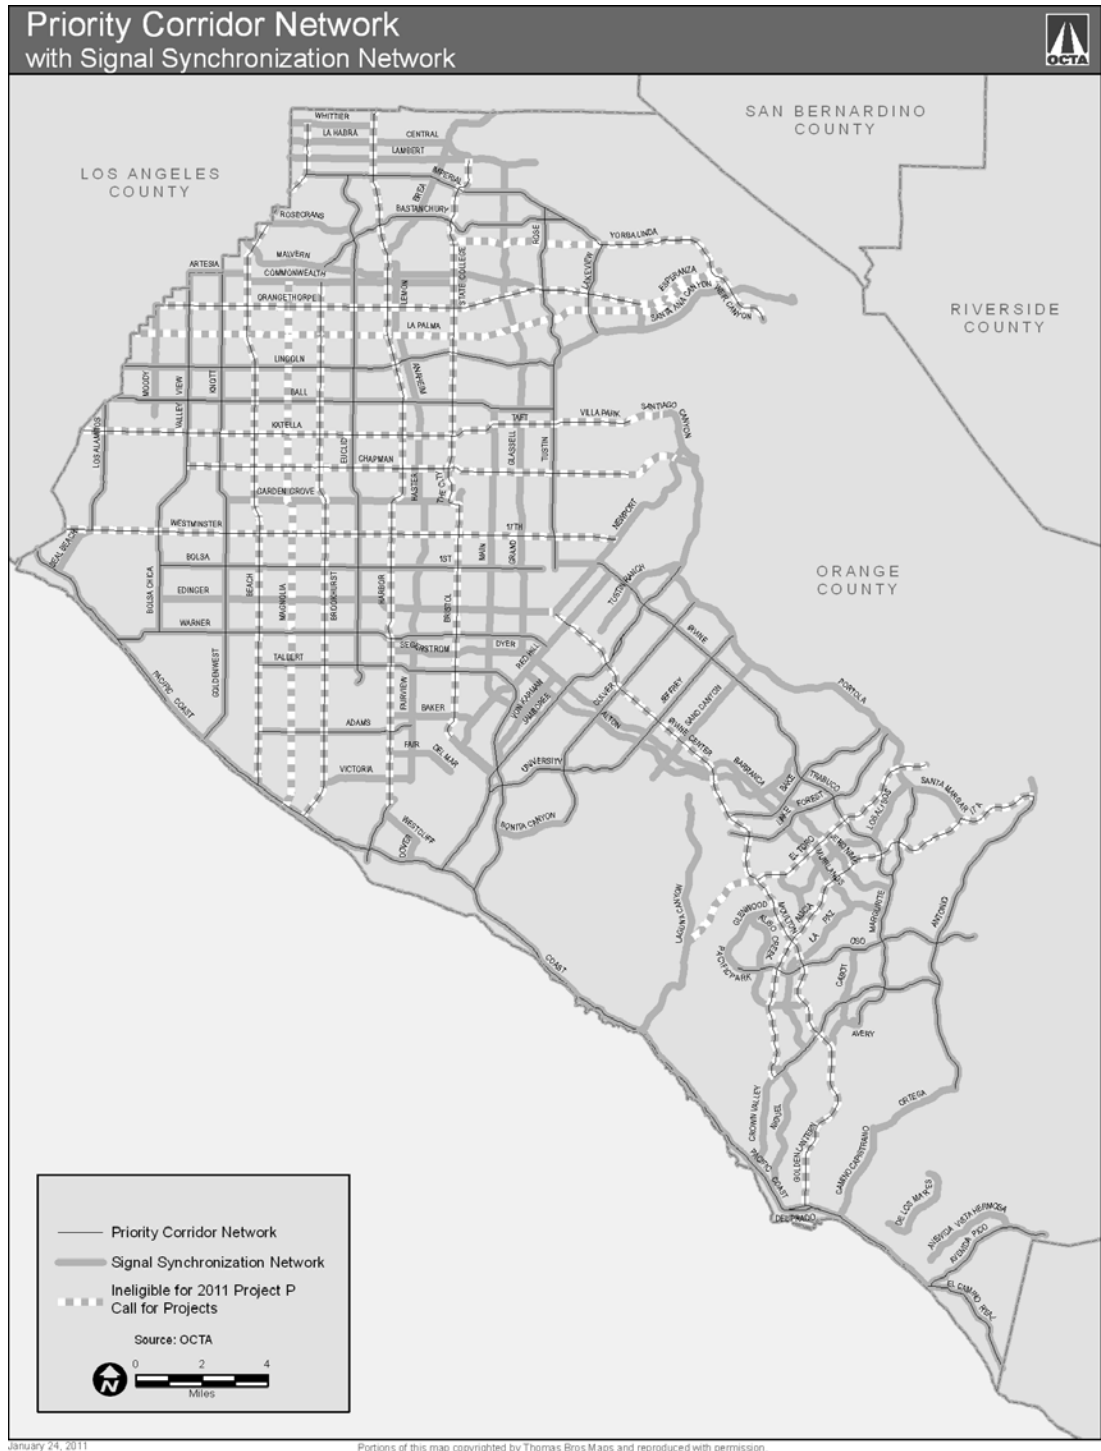 Priority Corridor Network
with Signal Synchronization Network
OCTA
SAN BERNARDINO
COUNTY
LOS ANGELES
COUNTY
RIVERSIDE
COUNTY
ORANGE
COUNTY
WHITTIER
LA HABRA
CENTRAL
LAMBERT
IMPERIAL
BREA
BASTANCHURY
ROSECRANS
ROSE
YORBA LINDA
MALVERN
STATE COLLEGE
LAKEVIEW
ARTESIA
COMMONWEALTH
ESPERANZA
LEMON
ORANGETHORPE
SANTA ANA CANYON
WEIR CANYON
LA PALMA
LINCOLN
ANAHEIM
MOODY
VALLEY
VIEW
KNOTT
BALL
TAFT
VILLA PARK
SANTIAGO
CANYON
KATELLA
LOS ALAMITOS
EUCLID
GLASSELL
TUSTIN
CHAPMAN
HASTER
THE CITY
GARDEN GROVE
NEWPORT
WESTMINSTER
17TH
SEAL BEACH
BOLSA
1ST
MAIN
GRAND
TUSTIN RANCH
BOLSA CHICA
EDINGER
BEACH
MAGNOLIA
BROOKHURST
HARBOR
BRISTOL
WARNER
IRVINE
SEGERSTROM
DYER
RED HILL
TALBERT
GOLDENWEST
FAIRVIEW
VON KARMAN
JAMBOREE
CULVER
JEFFREY
SAND CANYON
PORTOLA
PACIFIC COAST
ADAMS
BAKER
ALTON
IRVINE CENTER
FAIR
DEL MAR
UNIVERSITY
BARRANCA
VICTORIA
BAKE
TRABUCO
LAKE FOREST
LOS ALISOS
SANTA MARGARITA
WESTCLIFF
DOVER
BONITA CANYON
EL TORO
JERONIMO
MUIRLANDS
LAGUNA CANYON
GLENWOOD
MOULTON
ALICIA
LA PAZ
MARGUERITE
ANTONIO
ALISO CREEK
PACIFIC PARK
OSO
CABOT
COAST
AVERY
CROWN VALLEY
NIGUEL
ORTEGA
GOLDEN LANTERN
CAMINO CAPISTRANO
PACIFIC COAST
DEL PRADO
DE LOS MARES
AVENIDA VISTA HERMOSA
AVENIDA PICO
EL CAMINO REAL
Priority Corridor Network
Signal Synchronization Network
Ineligible for 2011 Project P
Call for Projects
Source: OCTA
N
0 2 4
Miles
January 24, 2011
Portions of this map copyrighted by Thomas Bros Maps and reproduced with permission.